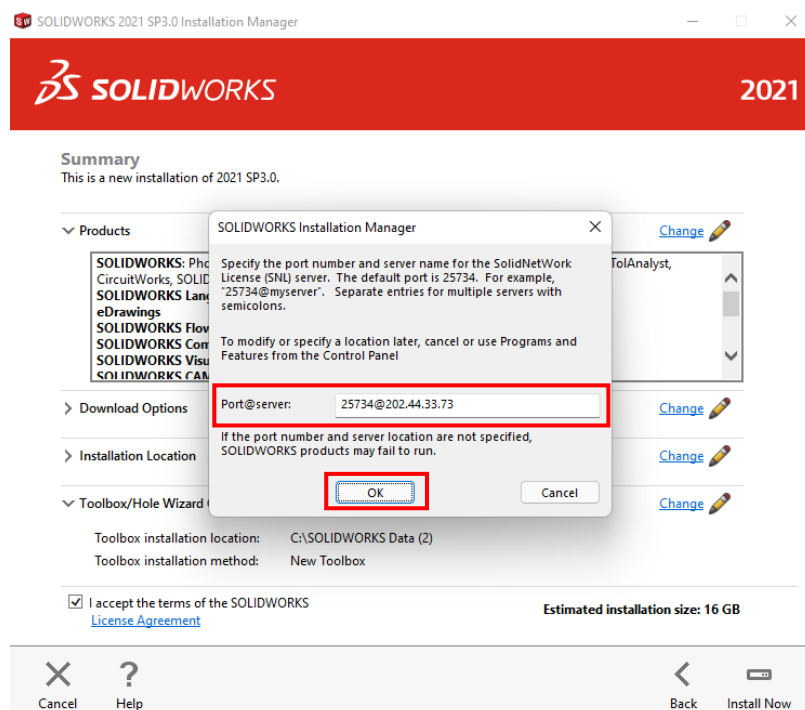 SOLIDWORKS 2021 SP3.0 Installation Manager
SOLIDWORKS
2021
Summary
This is a new installation of 2021 SP3.0.
Products
Change
SOLIDWORKS: Pho
TolAnalyst,
CircuitWorks, SOLID
SOLIDWORKS Lang
eDrawings
SOLIDWORKS Flow
SOLIDWORKS Com
SOLIDWORKS Visu
SOLIDWORKS CAM
SOLIDWORKS Installation Manager
Specify the port number and server name for the SolidNetWork
License (SNL) server. The default port is 25734. For example,
"25734@myserver". Separate entries for multiple servers with
semicolons.
To modify or specify a location later, cancel or use Programs and
Features from the Control Panel
Port@server: 25734@202.44.33.73
If the port number and server location are not specified,
SOLIDWORKS products may fail to run.
OK
Cancel
Download Options
Change
Installation Location
Change
Toolbox/Hole Wizard
Change
Toolbox installation location: C:\SOLIDWORKS Data (2)
Toolbox installation method: New Toolbox
I accept the terms of the SOLIDWORKS
License Agreement
Estimated installation size: 16 GB
Cancel
Help
Back
Install Now